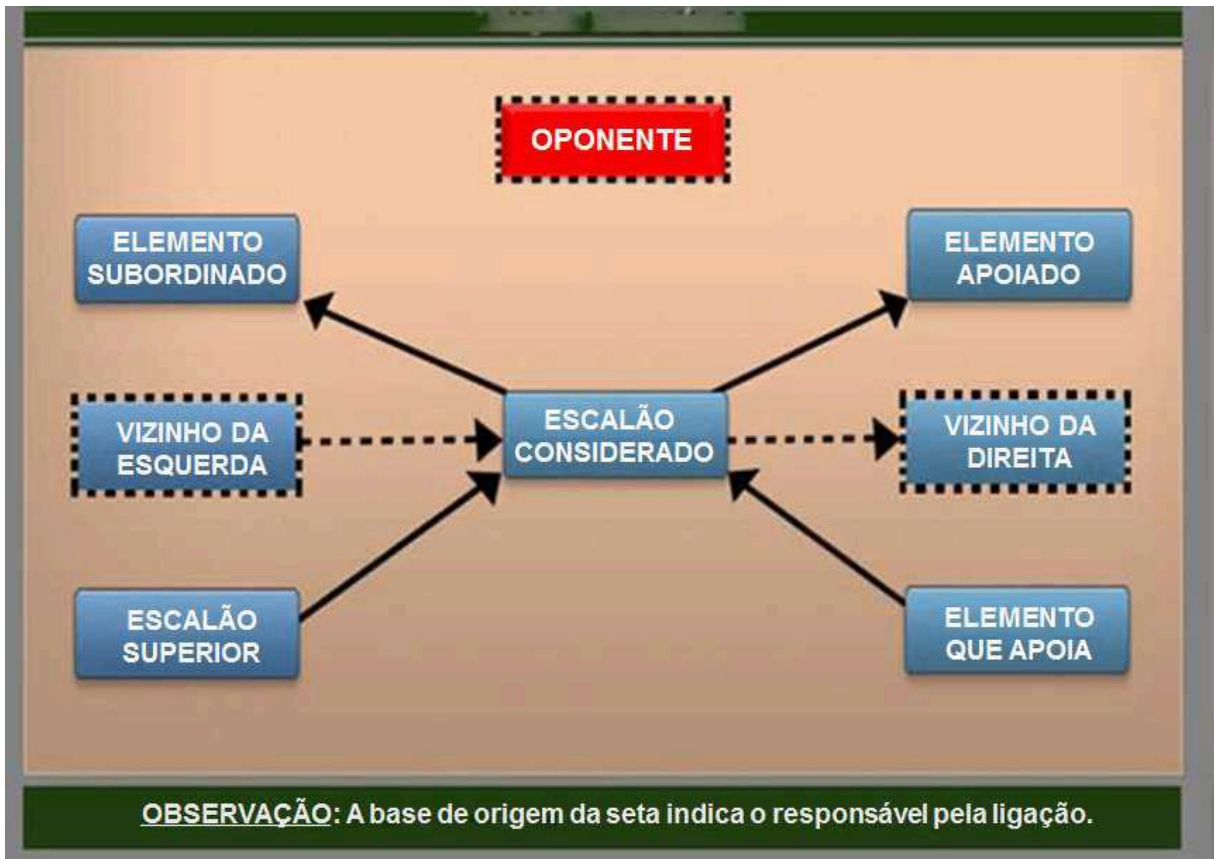 OPONENTE
ELEMENTO
SUBORDINADO
ELEMENTO
APOIADO
VIZINHO DA
ESQUERDA
ESCALÃO
CONSIDERADO
VIZINHO DA
DIREITA
ESCALÃO
SUPERIOR
ELEMENTO
QUE APOIA
OBSERVAÇÃO: A base de origem da seta indica o responsável pela ligação.